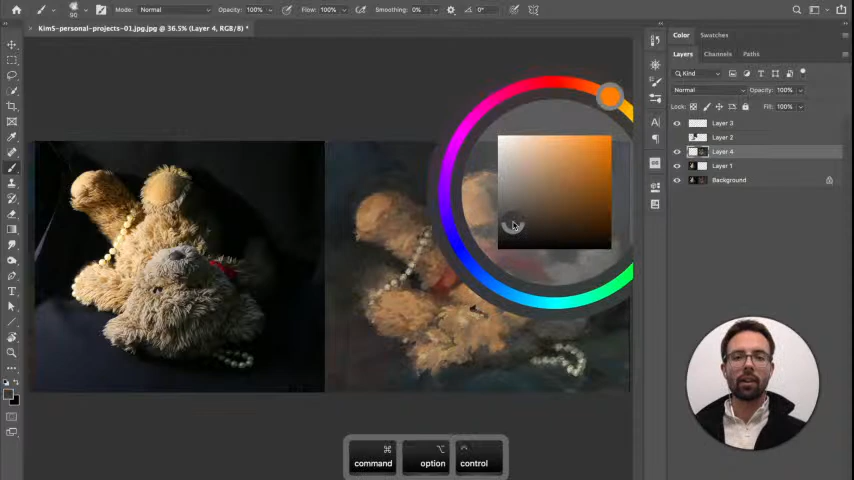 Mode: Normal Opacity: 100% Flow: 100% Smoothing: 0% 0°
90
× KimS-personal-projects-01.jpg.jpg @ 36.5% (Layer 4, RGB/8) *
Color Swatches
Layers Channels Paths
Kind
Normal Opacity: 100%
Lock: Fill: 100%
Layer 3
Layer 2
Layer 4
Layer 1
Background
⌘ command
⌥ option
⌃ control